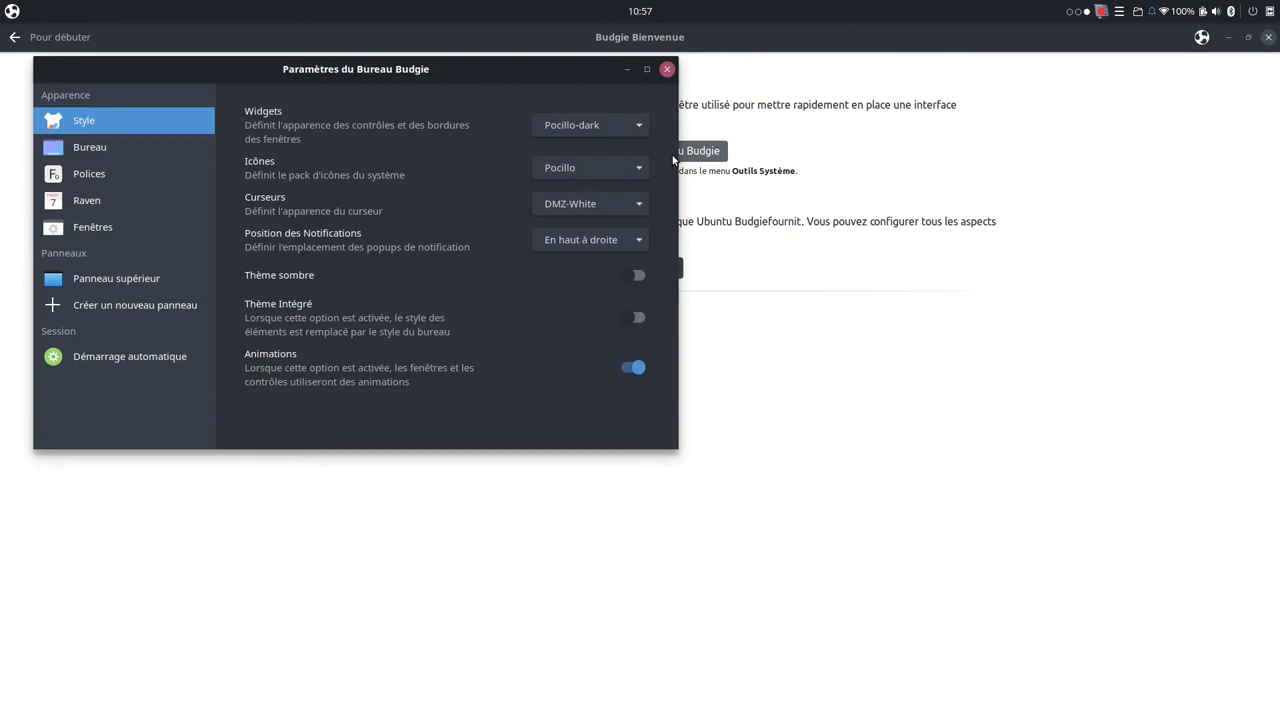 10:57
100%
Pour débuter
Budgie Bienvenue
Paramètres du Bureau Budgie
Apparence
Style
Bureau
Polices
7
Raven
Fenêtres
Panneaux
Panneau supérieur
Créer un nouveau panneau
Session
Démarrage automatique
Widgets
Définit l'apparence des contrôles et des bordures
des fenêtres
Pocillo-dark
Icônes
Définit le pack d'icônes du système
Pocillo
Curseurs
Définit l'apparence du curseur
DMZ-White
Position des Notifications
Définir l'emplacement des popups de notification
En haut à droite
Thème sombre
Thème Intégré
Lorsque cette option est activée, le style des
éléments est remplacé par le style du bureau
Animations
Lorsque cette option est activée, les fenêtres et les
contrôles utiliseront des animations
être utilisé pour mettre rapidement en place une interface
u Budgie
dans le menu Outils Système.
que Ubuntu Budgiefournit. Vous pouvez configurer tous les aspects